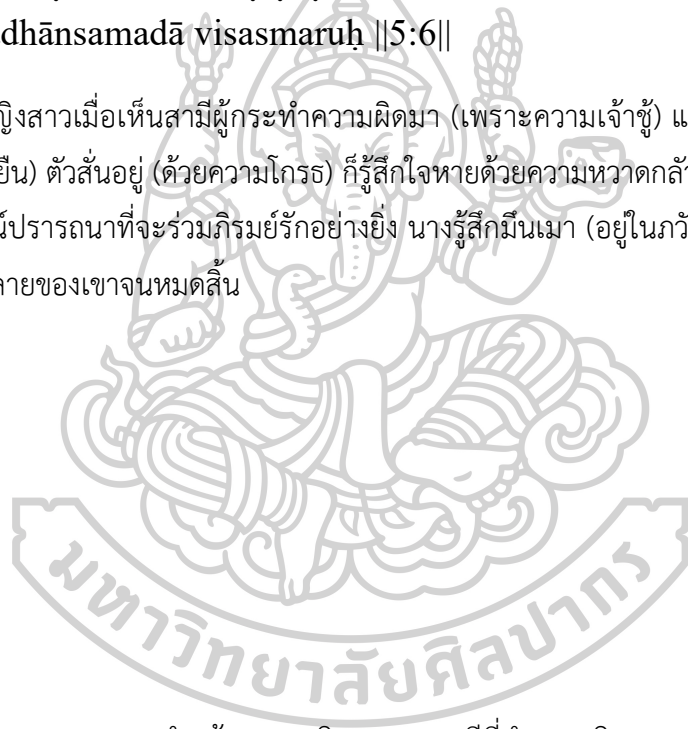 dhānsamadā visasmaruḥ ||5:6||
ญิงสาวเมื่อเห็นสามีผู้กระทำความผิดมา (เพราะความเจ้าชู้) แ
ยืน) ตัวสั่นอยู่ (ด้วยความโกรธ) ก็รู้สึกใจหายด้วยความหวาดกล
น์ปรารถนาที่จะร่วมภิรมย์รักอย่างยิ่ง นางรู้สึกมึนเมา (อยู่ในภวั
ลายของเขาจนหมดสิ้น
มหาวิทยาลัยศิลปากร